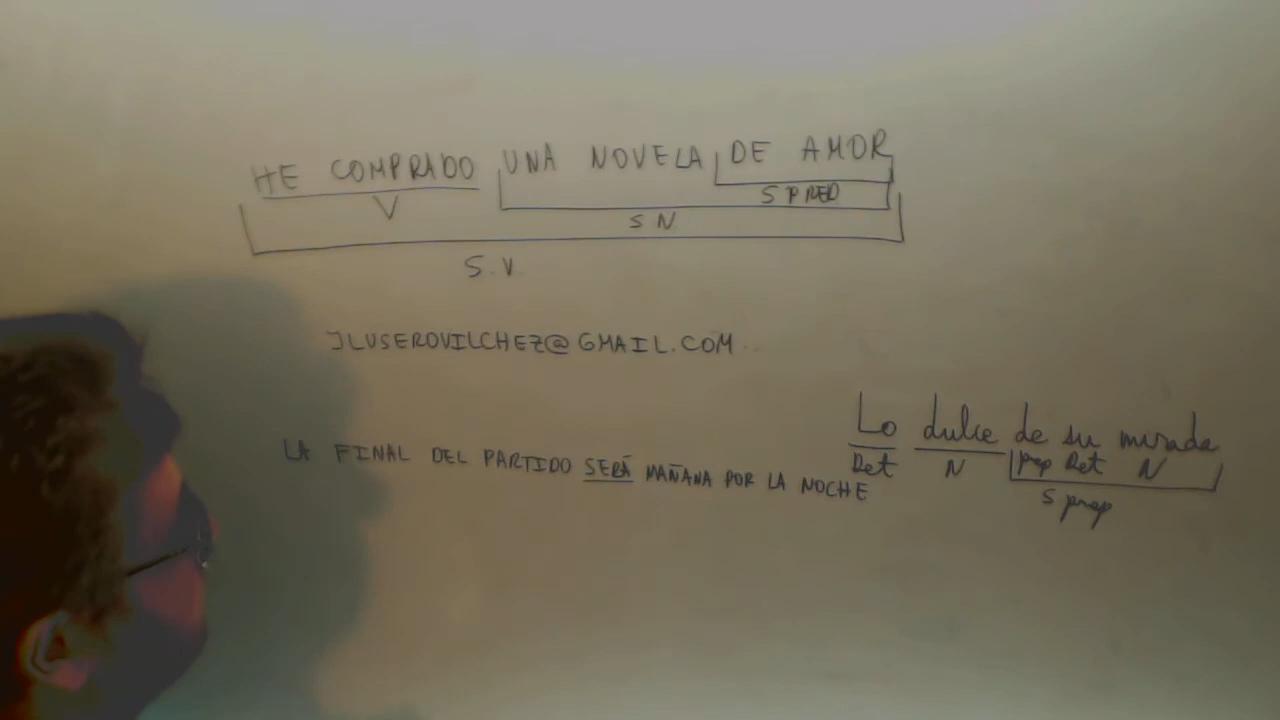 HE COMPRADO UNA NOVELA DE AMOR
V
S PRED
S N
S.V.
JLUSEROVILCHEZ@GMAIL.COM
LA FINAL DEL PARTIDO SERÁ MAÑANA POR LA NOCHE
Lo dulce de su mirada
Det N prep Det N
S prep